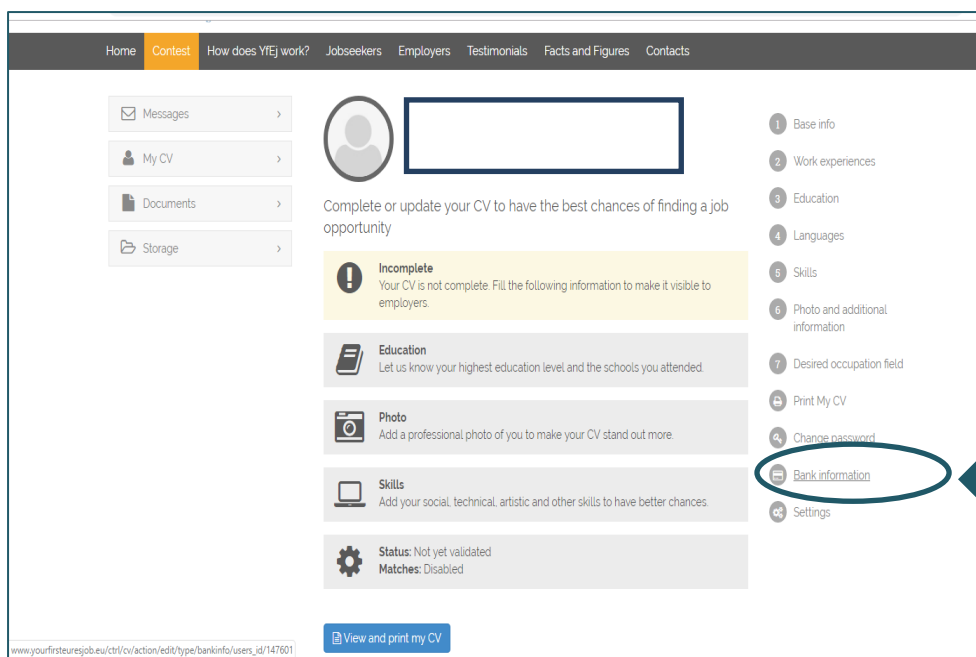 Home Contest How does YfEj work? Jobseekers Employers Testimonials Facts and Figures Contacts
Messages
My CV
Documents
Storage
Complete or update your CV to have the best chances of finding a job
opportunity
Incomplete
Your CV is not complete. Fill the following information to make it visible to
employers.
Education
Let us know your highest education level and the schools you attended.
Photo
Add a professional photo of you to make your CV stand out more.
Skills
Add your social, technical, artistic and other skills to have better chances.
Status: Not yet validated
Matches: Disabled
View and print my CV
1 Base info
2 Work experiences
3 Education
4 Languages
5 Skills
6 Photo and additional
information
7 Desired occupation field
Print My CV
Change password
Bank information
Settings
www.yourfirsteuresjob.eu/ctrl/cv/action/edit/type/bankinfo/users_id/147601